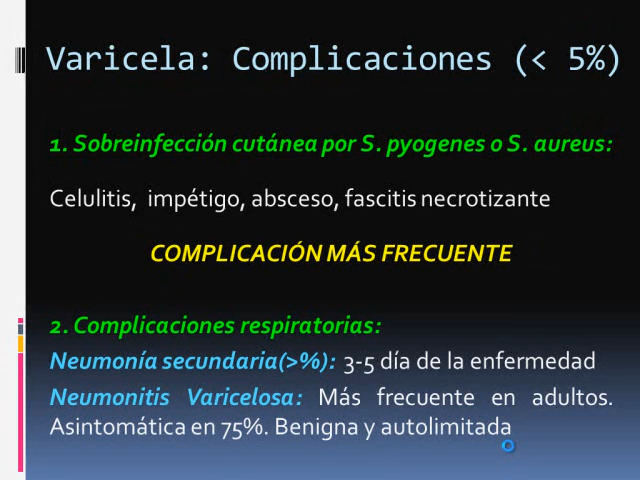 Varicela: Complicaciones (< 5%)
1. Sobreinfección cutánea por S. pyogenes o S. aureus:
Celulitis, impétigo, absceso, fascitis necrotizante
COMPLICACIÓN MÁS FRECUENTE
2. Complicaciones respiratorias:
Neumonía secundaria(>%): 3-5 día de la enfermedad
Neumonitis Varicelosa: Más frecuente en adultos.
Asintomática en 75%. Benigna y autolimitada